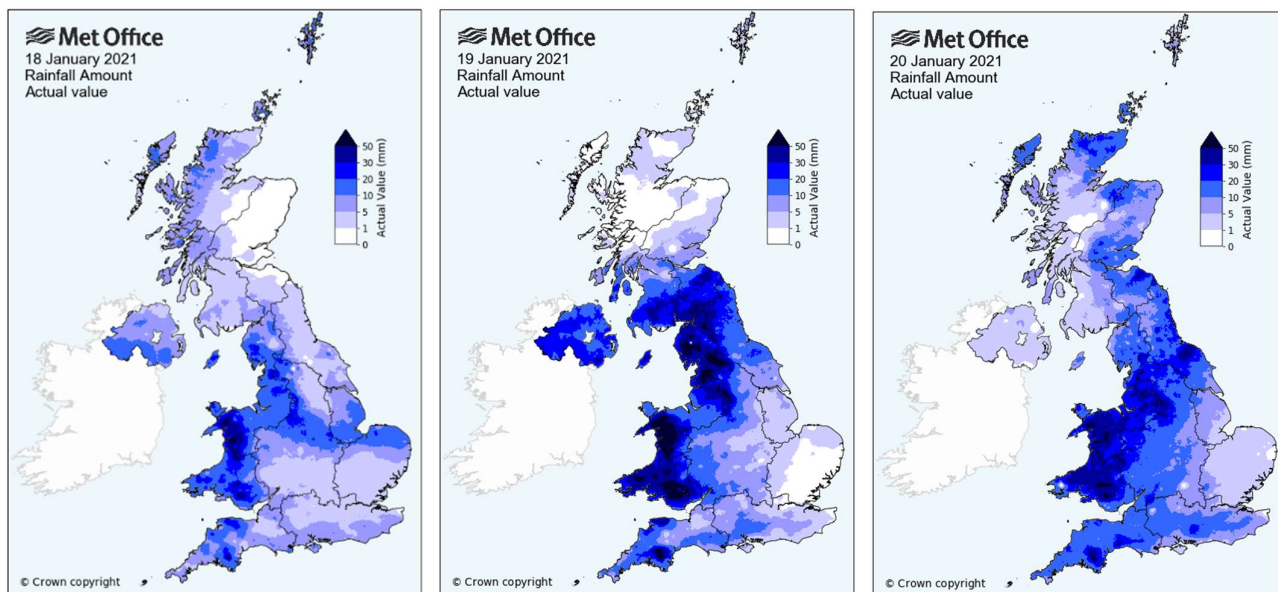 Met Office
18 January 2021
Rainfall Amount
Actual value
50
30
20
10
5
1
0
Actual Value (mm)
© Crown copyright
Met Office
19 January 2021
Rainfall Amount
Actual value
50
30
20
10
5
1
0
Actual Value (mm)
© Crown copyright
Met Office
20 January 2021
Rainfall Amount
Actual value
50
30
20
10
5
1
0
Actual Value (mm)
© Crown copyright